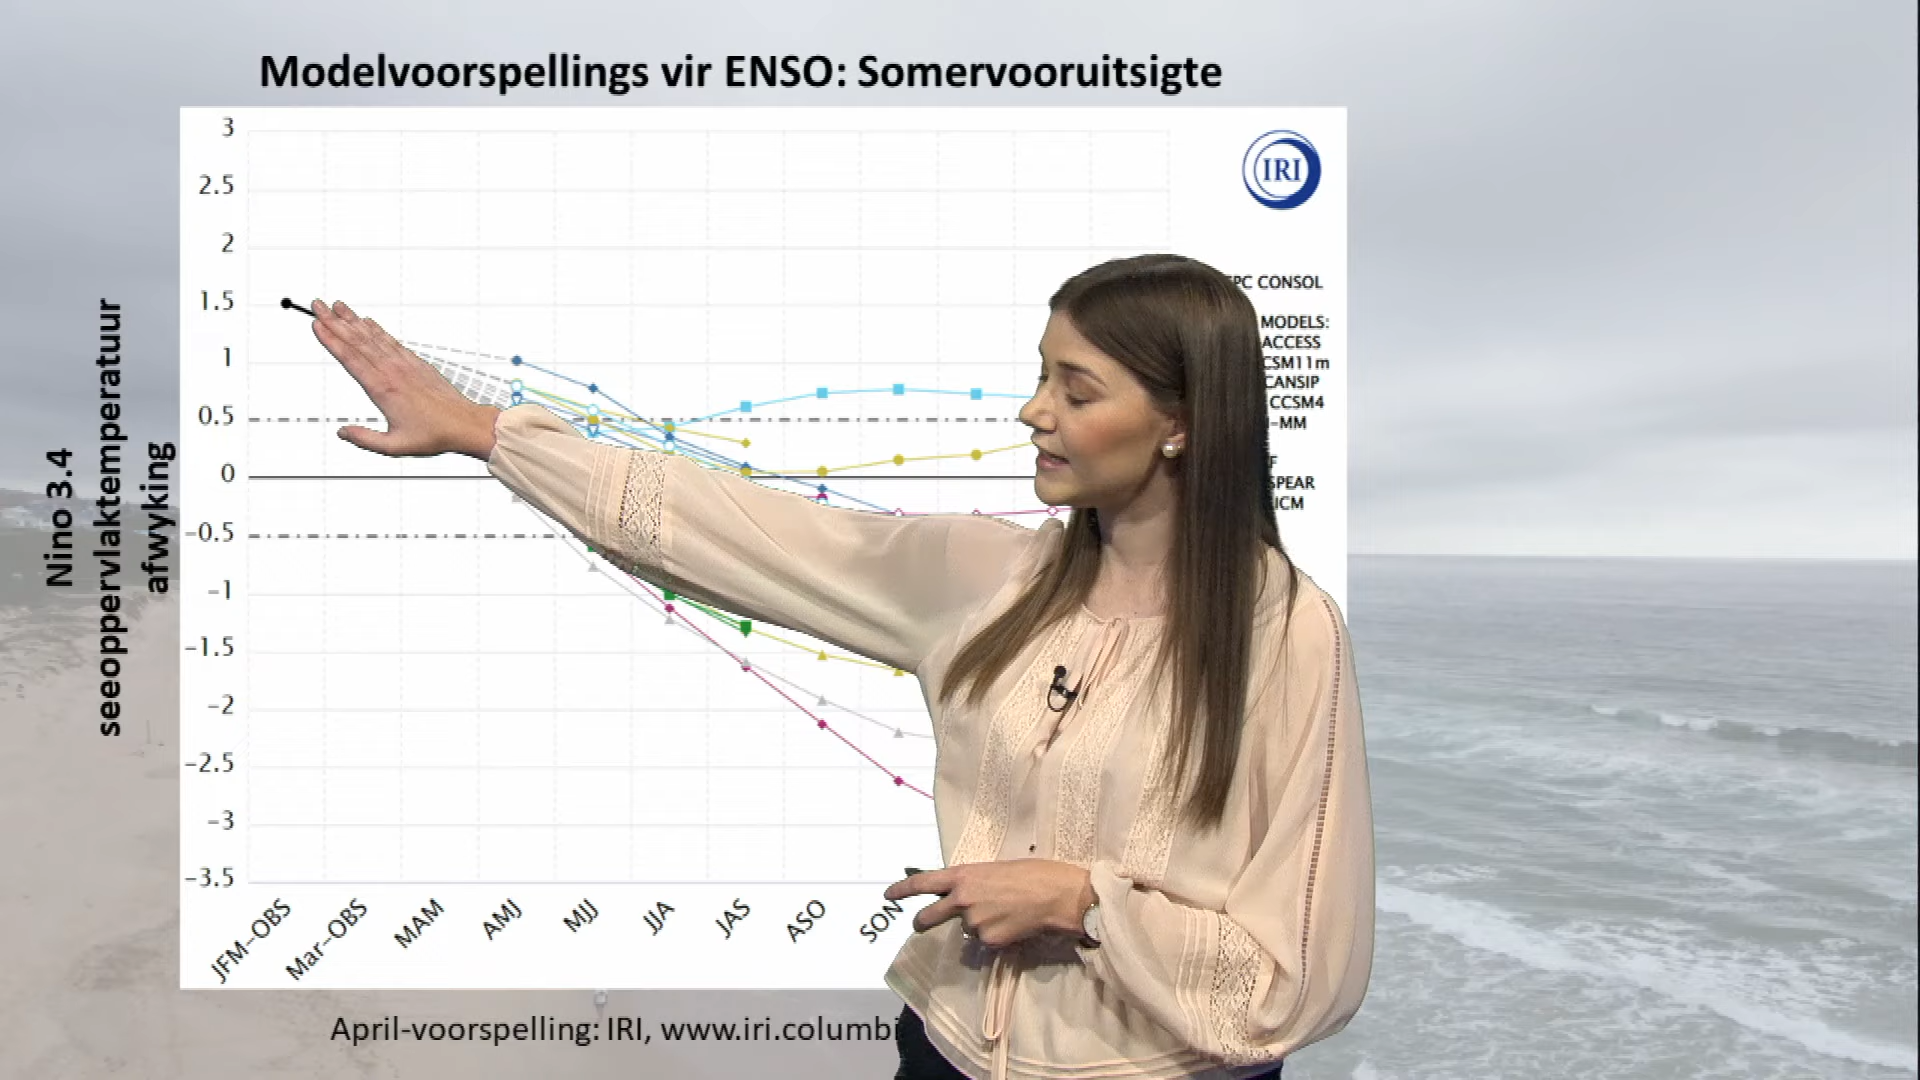 Modelvoorspellings vir ENSO: Somervooruitsigte
Nino 3.4
seeoppervlaktemperatuur
afwyking
3
2.5
2
1.5
1
0.5
0
-0.5
-1
-1.5
-2
-2.5
-3
-3.5
IRI
CONSOL
MODELS:
ACCESS
CSM11m
CANSIP
CCSM4
-MM
F
SPEAR
ICM
JFM-OBS
Mar-OBS
MAM
AMJ
MJJ
JJA
JAS
ASO
SON
April-voorspelling: IRI, www.iri.columbi